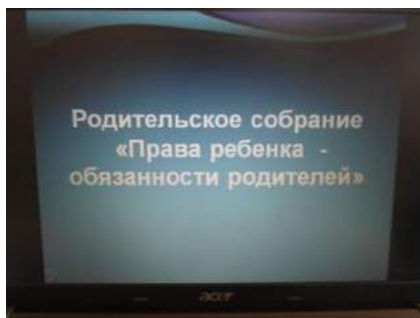 Родительское собрание
«Права ребенка -
обязанности родителей»
acer